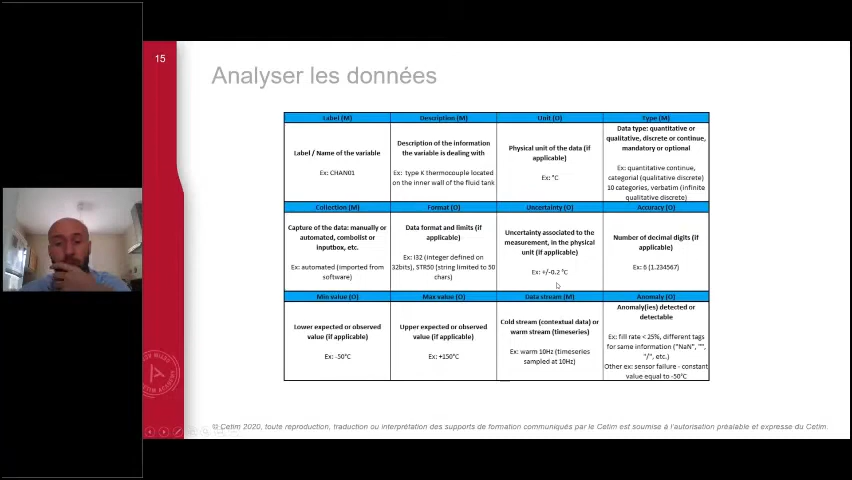 15
Analyser les données
Label (M)
Label / Name of the variable
Ex: CHAN01
Description (M)
Description of the information
the variable is dealing with
Ex: type K thermocouple located
on the inner wall of the fluid tank
Unit (O)
Physical unit of the data (if
applicable)
Ex: °C
Type (M)
Data type: quantitative or
qualitative, discrete or continue,
mandatory or optional
Ex: quantitative continue,
categorial (qualitative discrete)
10 categories, verbatim (infinite
qualitative discrete)
Collection (M)
Capture of the data: manually or
automated, combolist or
inputbox, etc.
Ex: automated (imported from
software)
Format (O)
Data format and limits (if
applicable)
Ex: i32 (integer defined on
32bits), STR50 (string limited to 50
chars)
Uncertainty (O)
Uncertainty associated to the
measurement, in the physical
unit (if applicable)
Ex: +/-0.2 °C
Accuracy (O)
Number of decimal digits (if
applicable)
Ex: 6 (1.234567)
Min value (O)
Lower expected or observed
value (if applicable)
Ex: -50°C
Max value (O)
Upper expected or observed
value (if applicable)
Ex: +150°C
Data stream (M)
Cold stream (contextual data) or
warm stream (timeseries)
Ex: warm 10Hz (timeseries
sampled at 10Hz)
Anomaly (O)
Anomaly(ies) detected or
detectable
Ex: fill rate < 25%, different tags
for same information ("NaN", "",
"/", etc.)
Other ex: sensor failure - constant
value equal to -50°C
© Cetim 2020, toute reproduction, traduction ou interprétation des supports de formation communiqués par le Cetim est soumise à l'autorisation préalable et expresse du Cetim.